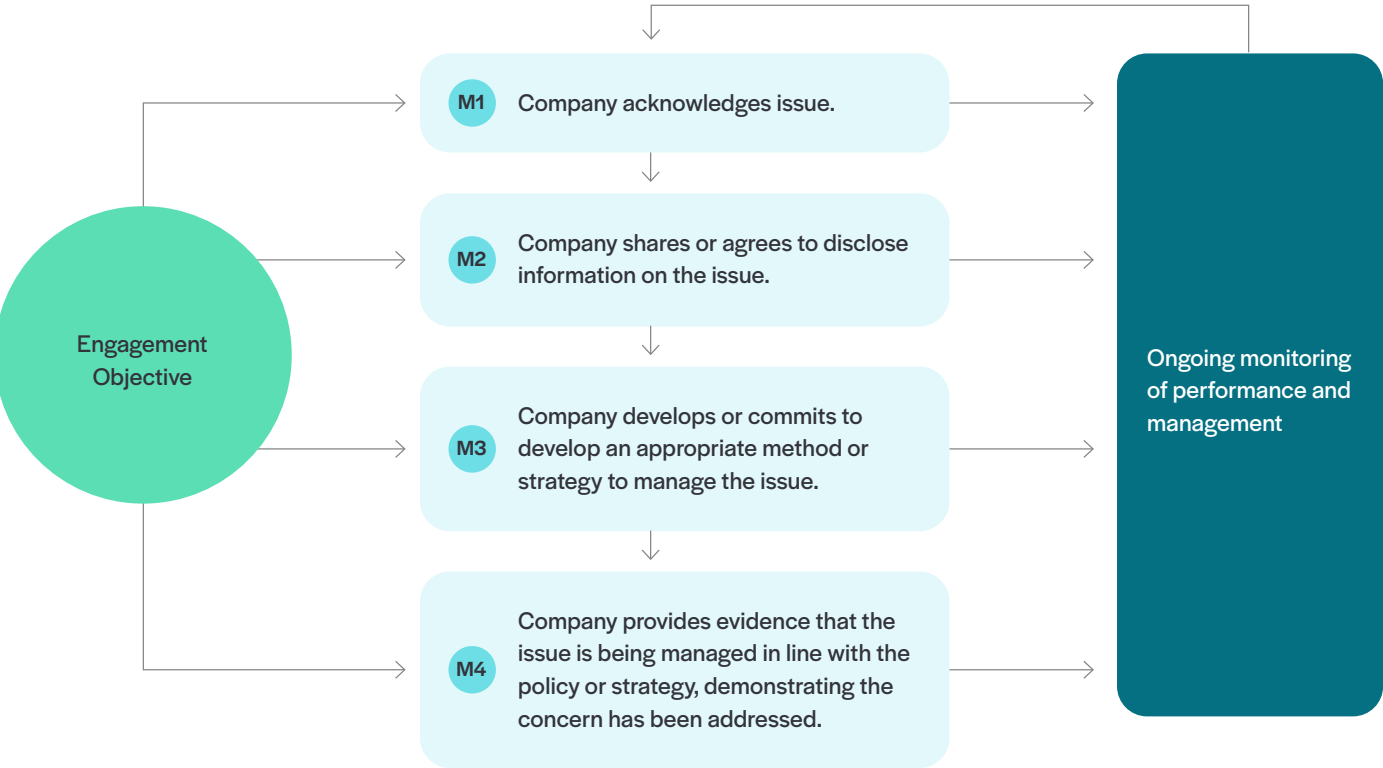 M1
Company acknowledges issue.
M2
Company shares or agrees to disclose
information on the issue.
Engagement
Objective
M3
Company develops or commits to
develop an appropriate method or
strategy to manage the issue.
M4
Company provides evidence that the
issue is being managed in line with the
policy or strategy, demonstrating the
concern has been addressed.
Ongoing monitoring
of performance and
management